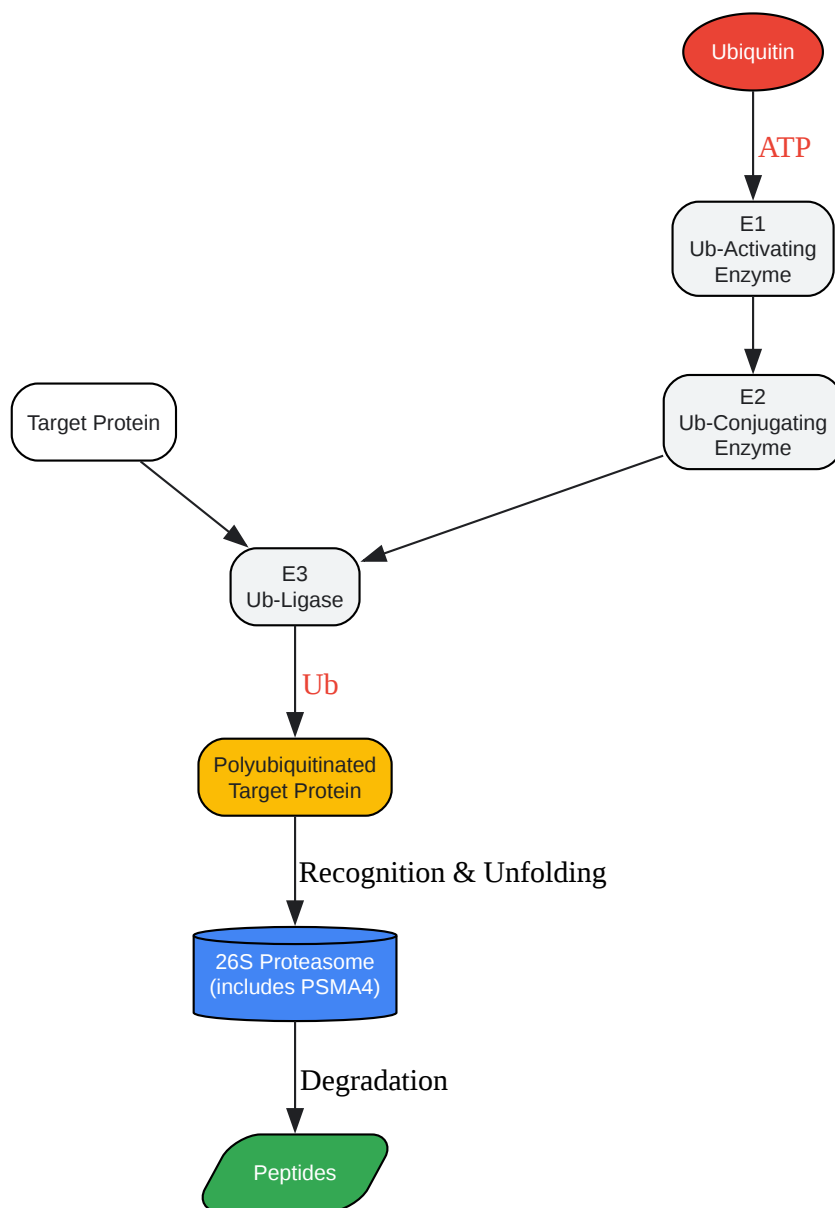 Ubiquitin
ATP
E1
Ub-Activating
Enzyme
E2
Ub-Conjugating
Enzyme
Target Protein
E3
Ub-Ligase
Ub
Polyubiquitinated
Target Protein
Recognition & Unfolding
26S Proteasome
(includes PSMA4)
Degradation
Peptides